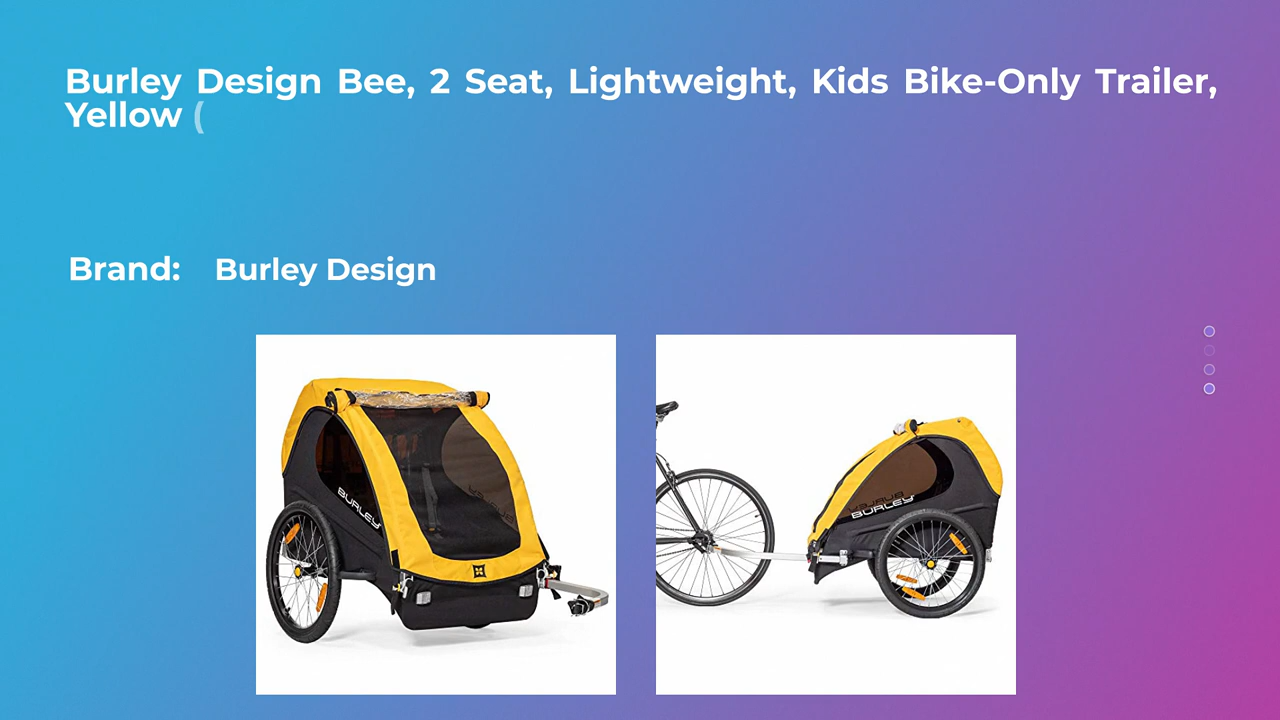 Burley Design Bee, 2 Seat, Lightweight, Kids Bike-Only Trailer,
Yellow (
Brand: Burley Design
BURLEY
BURLEY